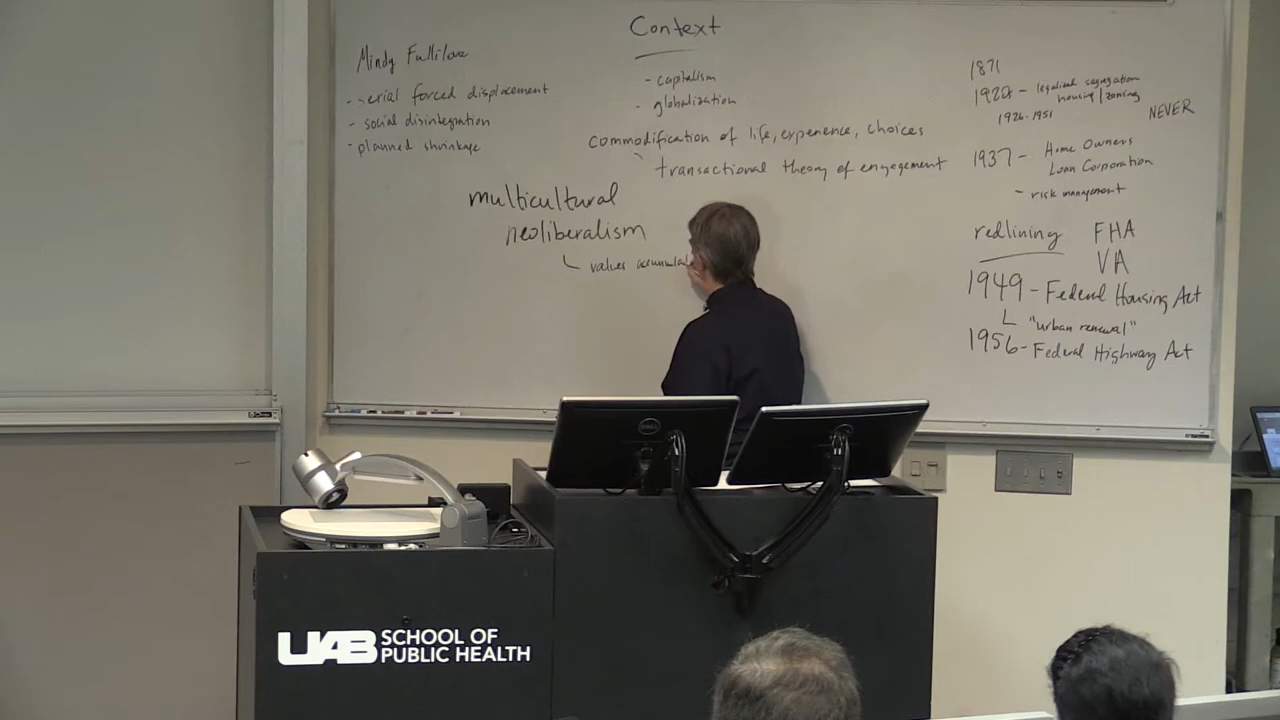 Context
Mindy Fullilove
- serial forced displacement
- social disintegration
- planned shrinkage
- capitalism
- globalization
commodification of life, experience, choices
transactional theory of engagement
multicultural
neoliberalism
values accumulat
1871
1920s - legalized segregation
housing/zoning
1926-1951
NEVER
1937 - Home Owners
Loan Corporation
- risk management
redlining FHA
VA
1949 - Federal Housing Act
"urban renewal"
1956 - Federal Highway Act
DELL
UAB SCHOOL OF
PUBLIC HEALTH